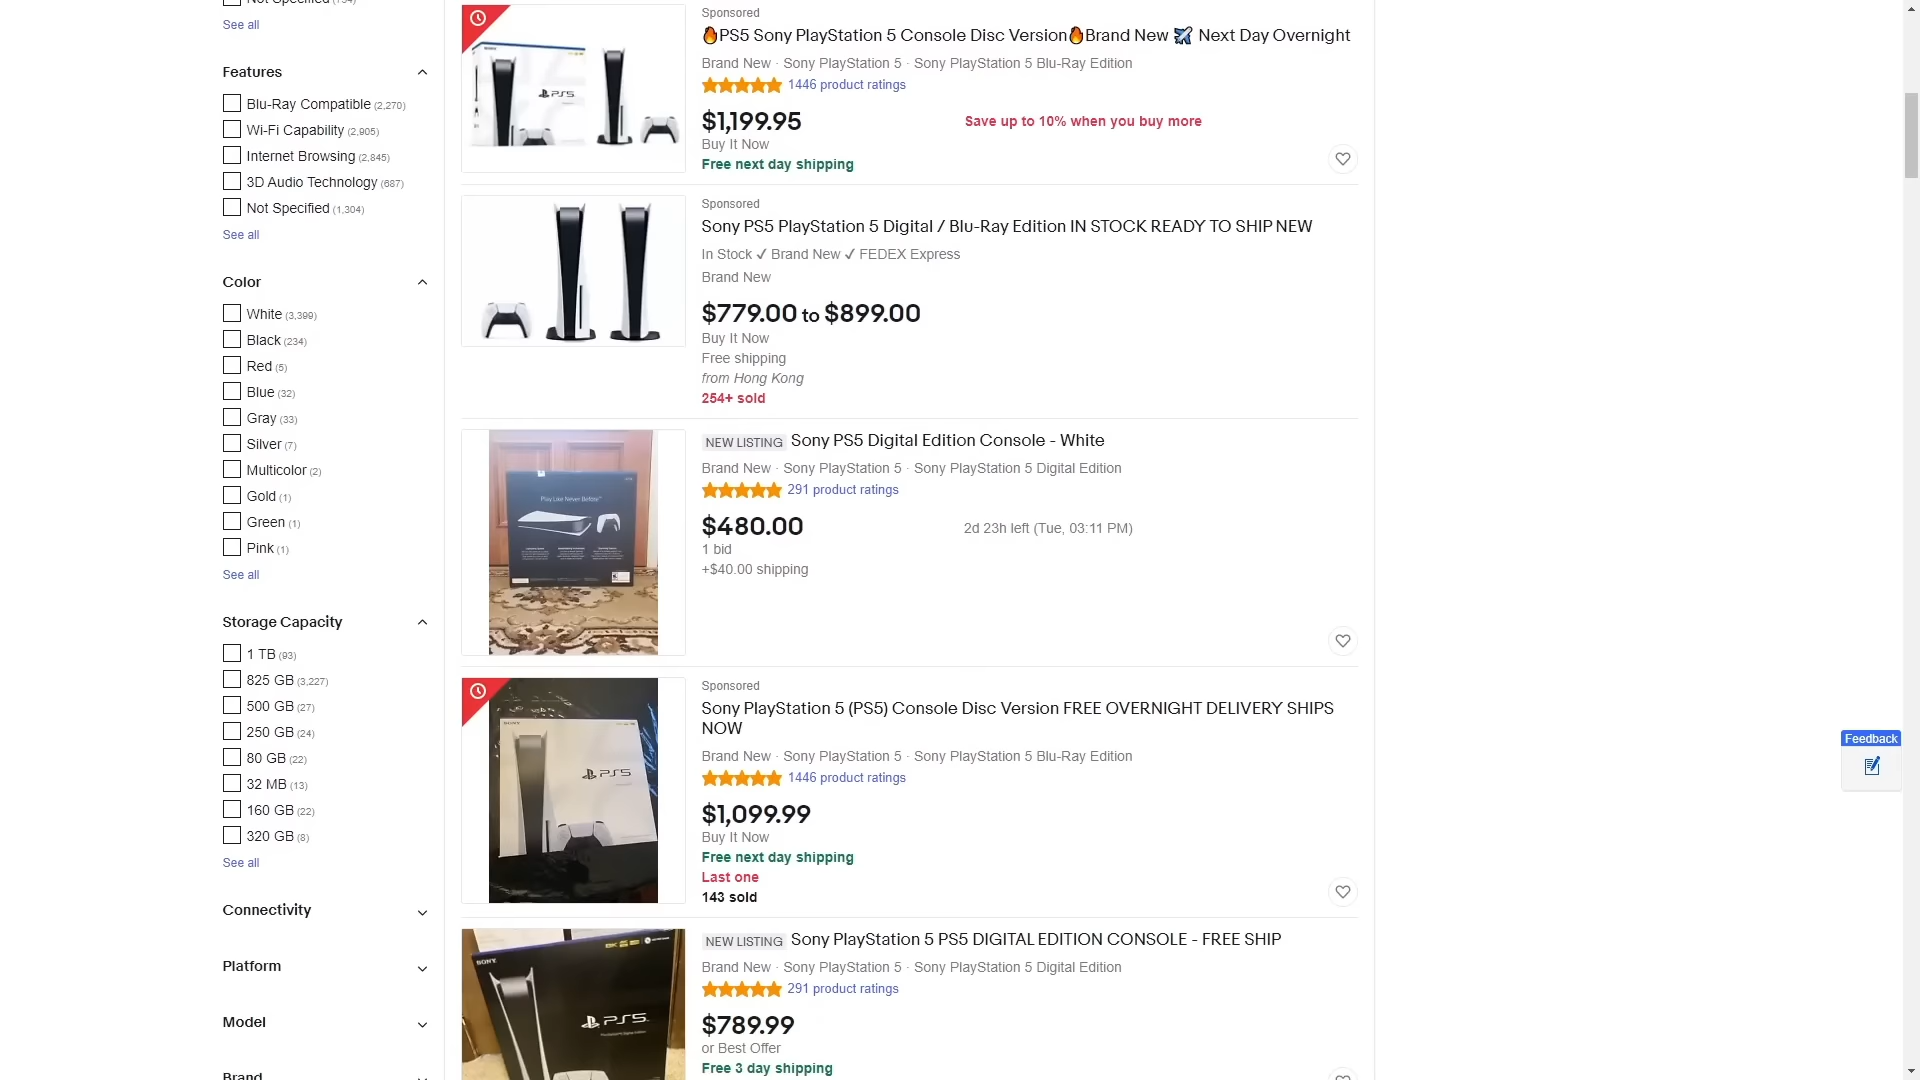 See all
Features
Blu-Ray Compatible (2,270)
Wi-Fi Capability (2,905)
Internet Browsing (2,845)
3D Audio Technology (687)
Not Specified (1,304)
See all
Color
White (3,399)
Black (234)
Red (5)
Blue (32)
Gray (33)
Silver (7)
Multicolor (2)
Gold (1)
Green (1)
Pink (1)
See all
Storage Capacity
1 TB (93)
825 GB (3,227)
500 GB (27)
250 GB (24)
80 GB (22)
32 MB (13)
160 GB (22)
320 GB (8)
See all
Connectivity
Platform
Model
Brand
Sponsored
🔥PS5 Sony PlayStation 5 Console Disc Version🔥Brand New ✈️ Next Day Overnight
Brand New · Sony PlayStation 5 · Sony PlayStation 5 Blu-Ray Edition
1446 product ratings
$1,199.95
Save up to 10% when you buy more
Buy It Now
Free next day shipping
PS5
Sponsored
Sony PS5 PlayStation 5 Digital / Blu-Ray Edition IN STOCK READY TO SHIP NEW
In Stock ✓ Brand New ✓ FEDEX Express
Brand New
$779.00 to $899.00
Buy It Now
Free shipping
from Hong Kong
254+ sold
NEW LISTING Sony PS5 Digital Edition Console - White
Brand New · Sony PlayStation 5 · Sony PlayStation 5 Digital Edition
291 product ratings
$480.00
2d 23h left (Tue, 03:11 PM)
1 bid
+$40.00 shipping
Play Like Never Before™
Sponsored
Sony PlayStation 5 (PS5) Console Disc Version FREE OVERNIGHT DELIVERY SHIPS
NOW
Brand New · Sony PlayStation 5 · Sony PlayStation 5 Blu-Ray Edition
1446 product ratings
$1,099.99
Buy It Now
Free next day shipping
Last one
143 sold
SONY
PS5
NEW LISTING Sony PlayStation 5 PS5 DIGITAL EDITION CONSOLE - FREE SHIP
Brand New · Sony PlayStation 5 · Sony PlayStation 5 Digital Edition
291 product ratings
$789.99
or Best Offer
Free 3 day shipping
SONY
PS5
Feedback